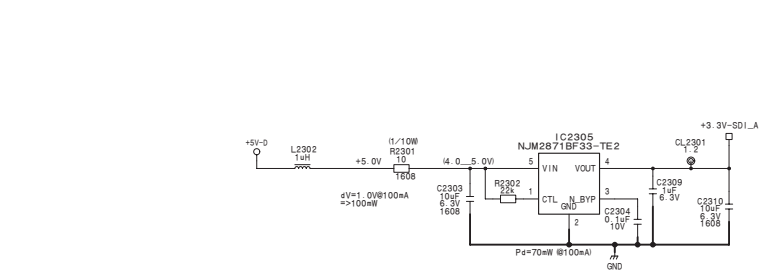 +3.3V-SDI_A
IC2305
NJM2871BF33-TE2
+5V-D
L2302
1uH
+5.0V
(1/10W)
R2301
10
1608
(4.0__5.0V)
5
VIN
VOUT
4
CL2301
1.2
dV=1.0V@100mA
=>100mW
C2303
10uF
6.3V
1608
R2302
22k
1
CTL
N_BYP
3
GND
2
C2304
0.1uF
10V
C2309
1uF
6.3V
C2310
10uF
6.3V
1608
Pd=70mW @100mA)
GND